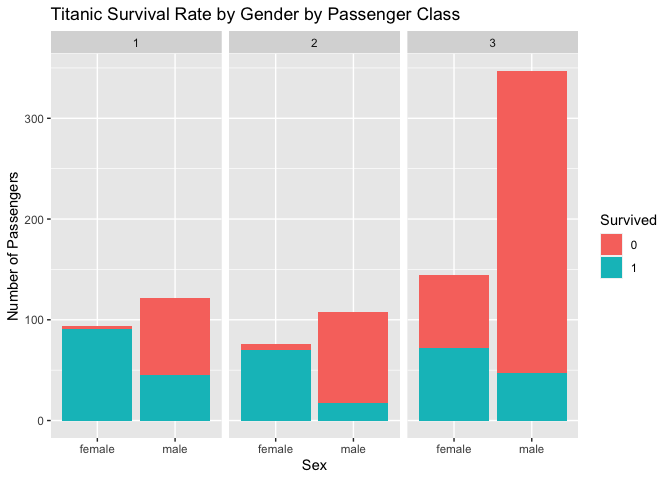 Titanic Survival Rate by Gender by Passenger Class
1 2 3
Number of Passengers
300
200
100
0
female male female male female male
Sex
Survived
0
1